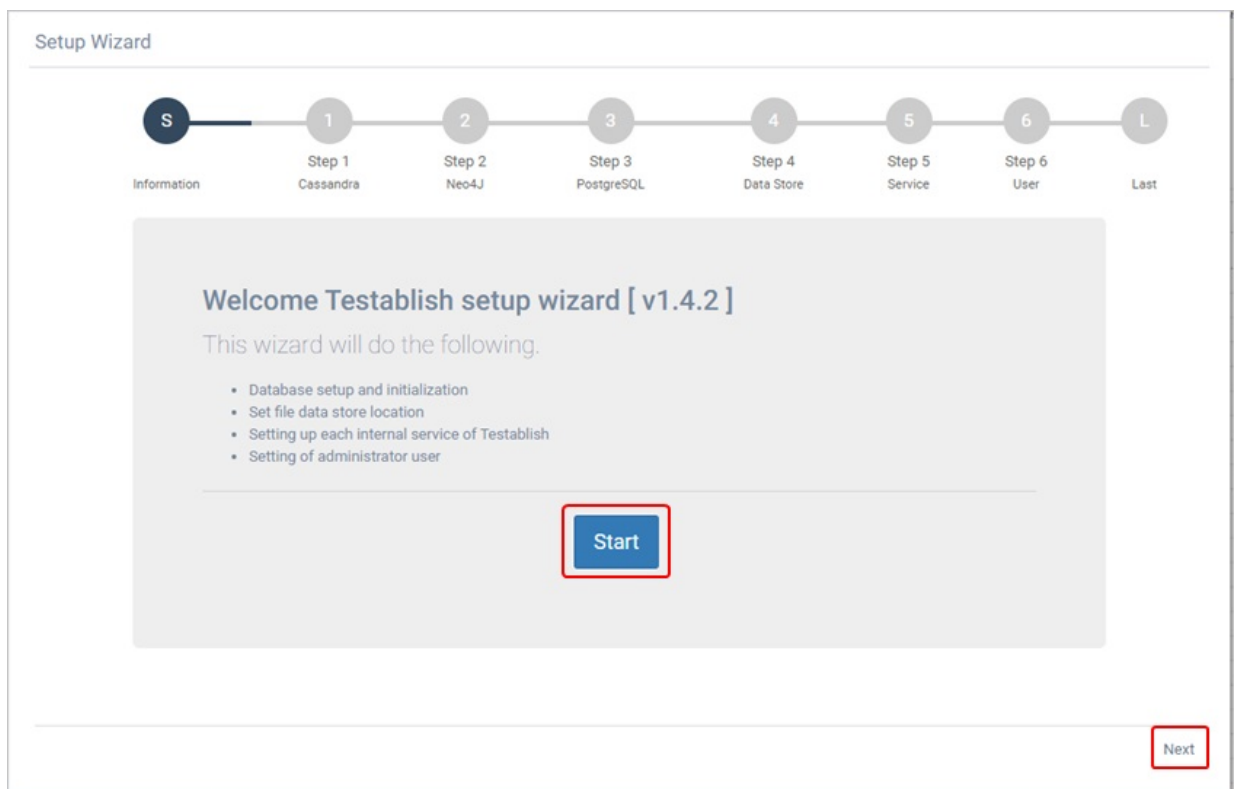 Setup Wizard
S 1 2 3 4 5 6 L
Step 1 Step 2 Step 3 Step 4 Step 5 Step 6
Information Cassandra Neo4J PostgreSQL Data Store Service User Last
Welcome Testablish setup wizard [ v1.4.2 ]
This wizard will do the following.
• Database setup and initialization
• Set file data store location
• Setting up each internal service of Testablish
• Setting of administrator user
Start
Next